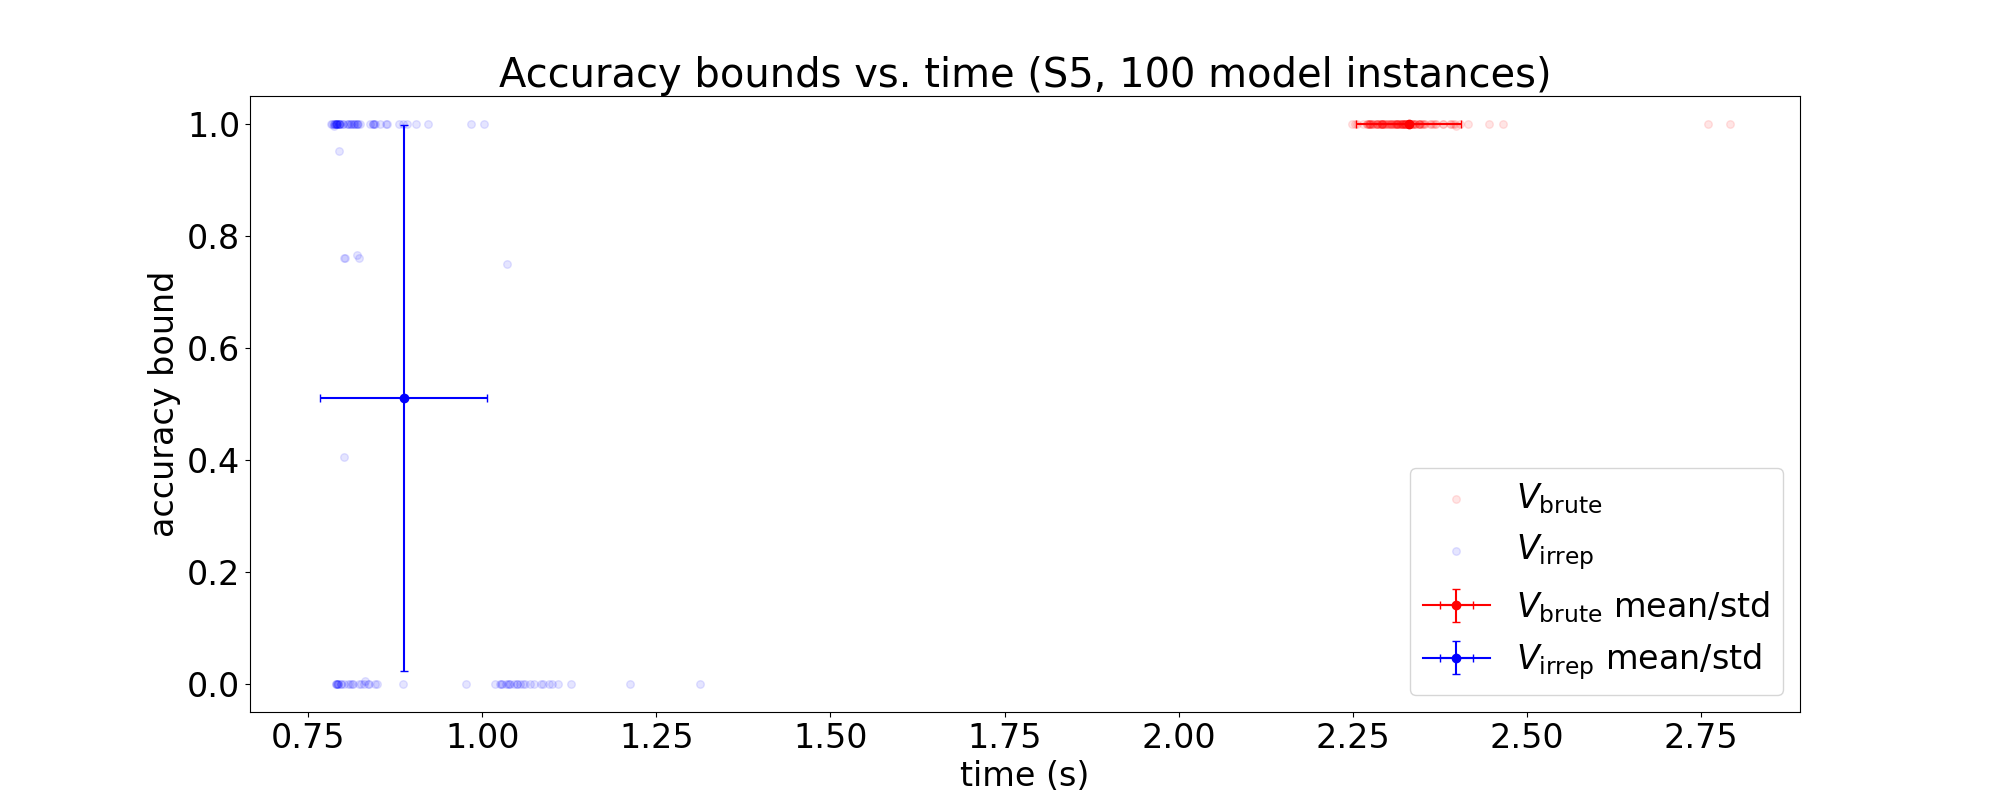 Accuracy bounds vs. time (S5, 100 model instances)
accuracy bound
1.0
0.8
0.6
0.4
0.2
0.0
V_brute
V_irrep
V_brute mean/std
V_irrep mean/std
0.75 1.00 1.25 1.50 1.75 2.00 2.25 2.50 2.75
time (s)